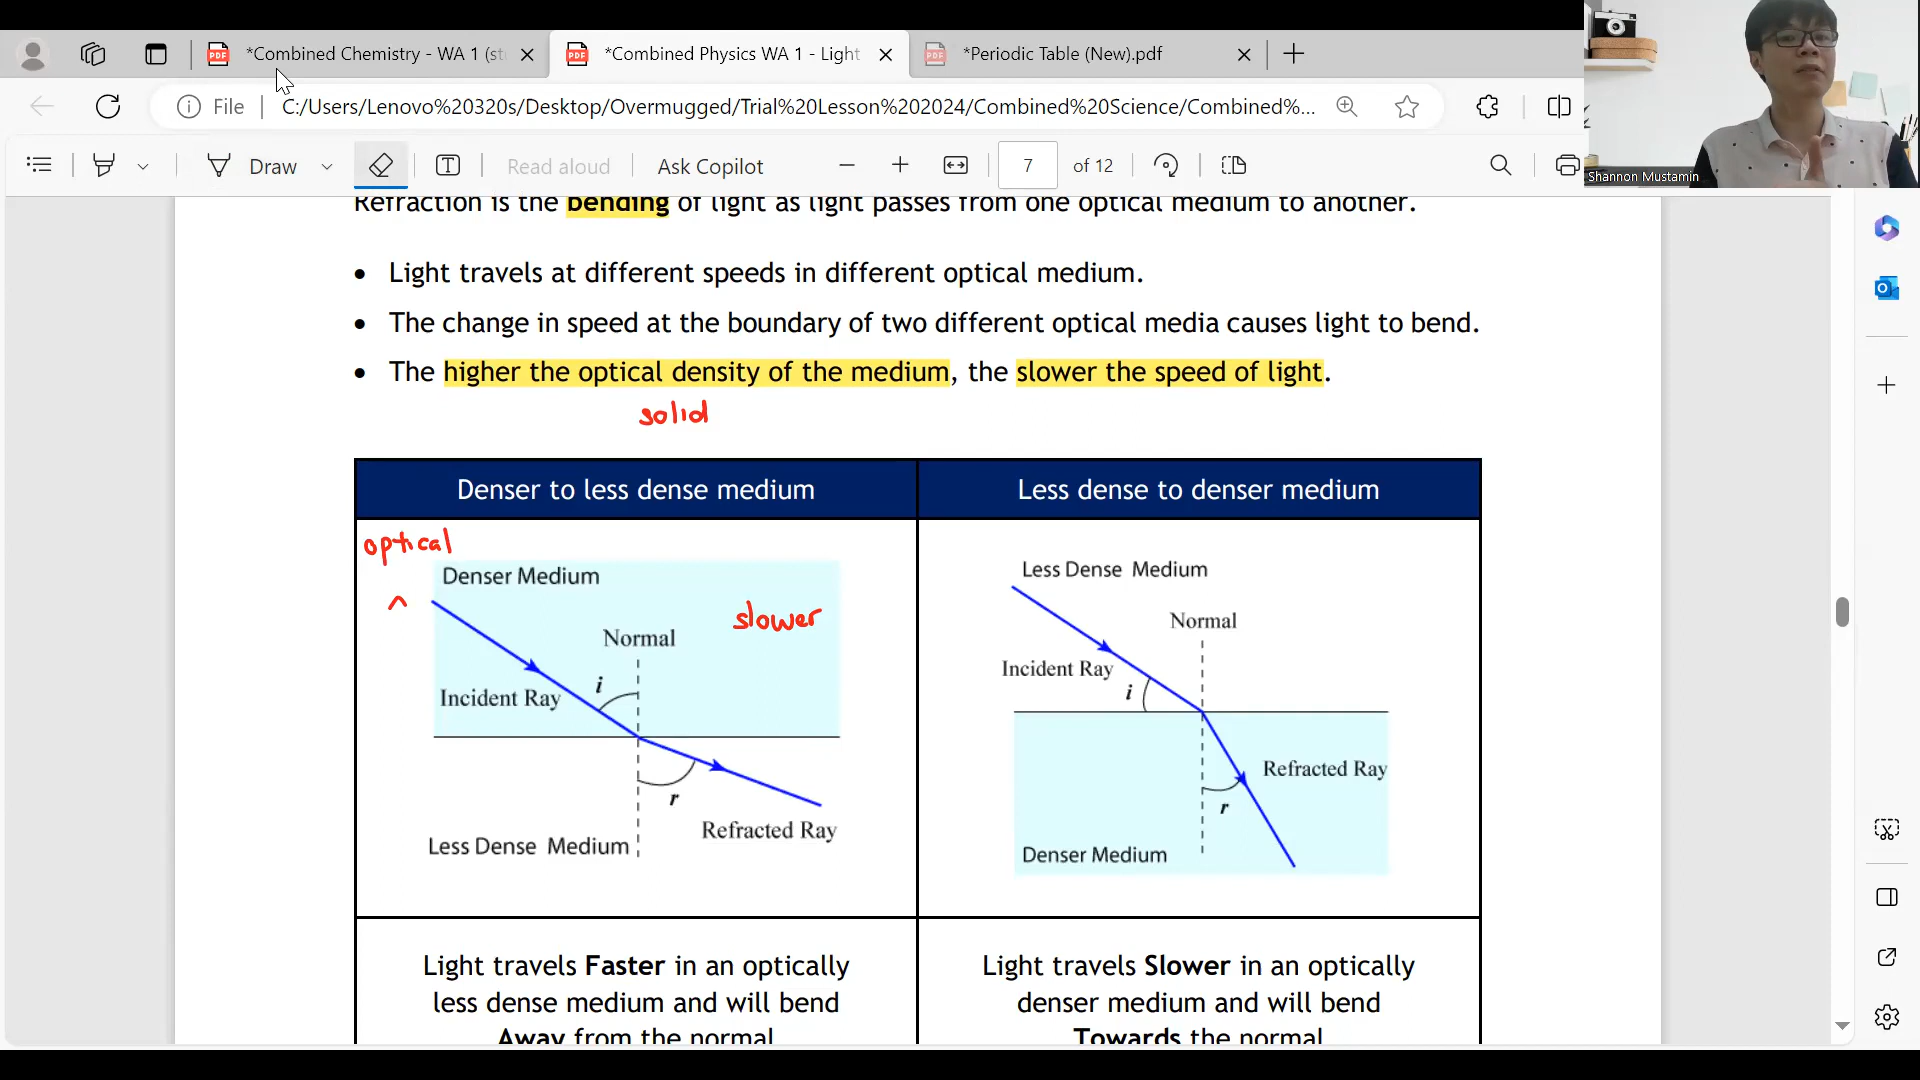 *Combined Chemistry - WA 1 (st
*Combined Physics WA 1 - Light
*Periodic Table (New).pdf
File
C:/Users/Lenovo%20320s/Desktop/Overmugged/Trial%20Lesson%202024/Combined%20Science/Combined%...
Draw
Read aloud
Ask Copilot
7
of 12
Shannon Mustamin
Refraction is the bending of light as light passes from one optical medium to another.
• Light travels at different speeds in different optical medium.
• The change in speed at the boundary of two different optical media causes light to bend.
• The higher the optical density of the medium, the slower the speed of light.
solid
Denser to less dense medium
Less dense to denser medium
optical
^
Denser Medium
slower
Normal
i
Incident Ray
r
Refracted Ray
Less Dense Medium
Less Dense Medium
Normal
Incident Ray
i
Refracted Ray
r
Denser Medium
Light travels Faster in an optically
less dense medium and will bend
Away from the normal
Light travels Slower in an optically
denser medium and will bend
Towards the normal